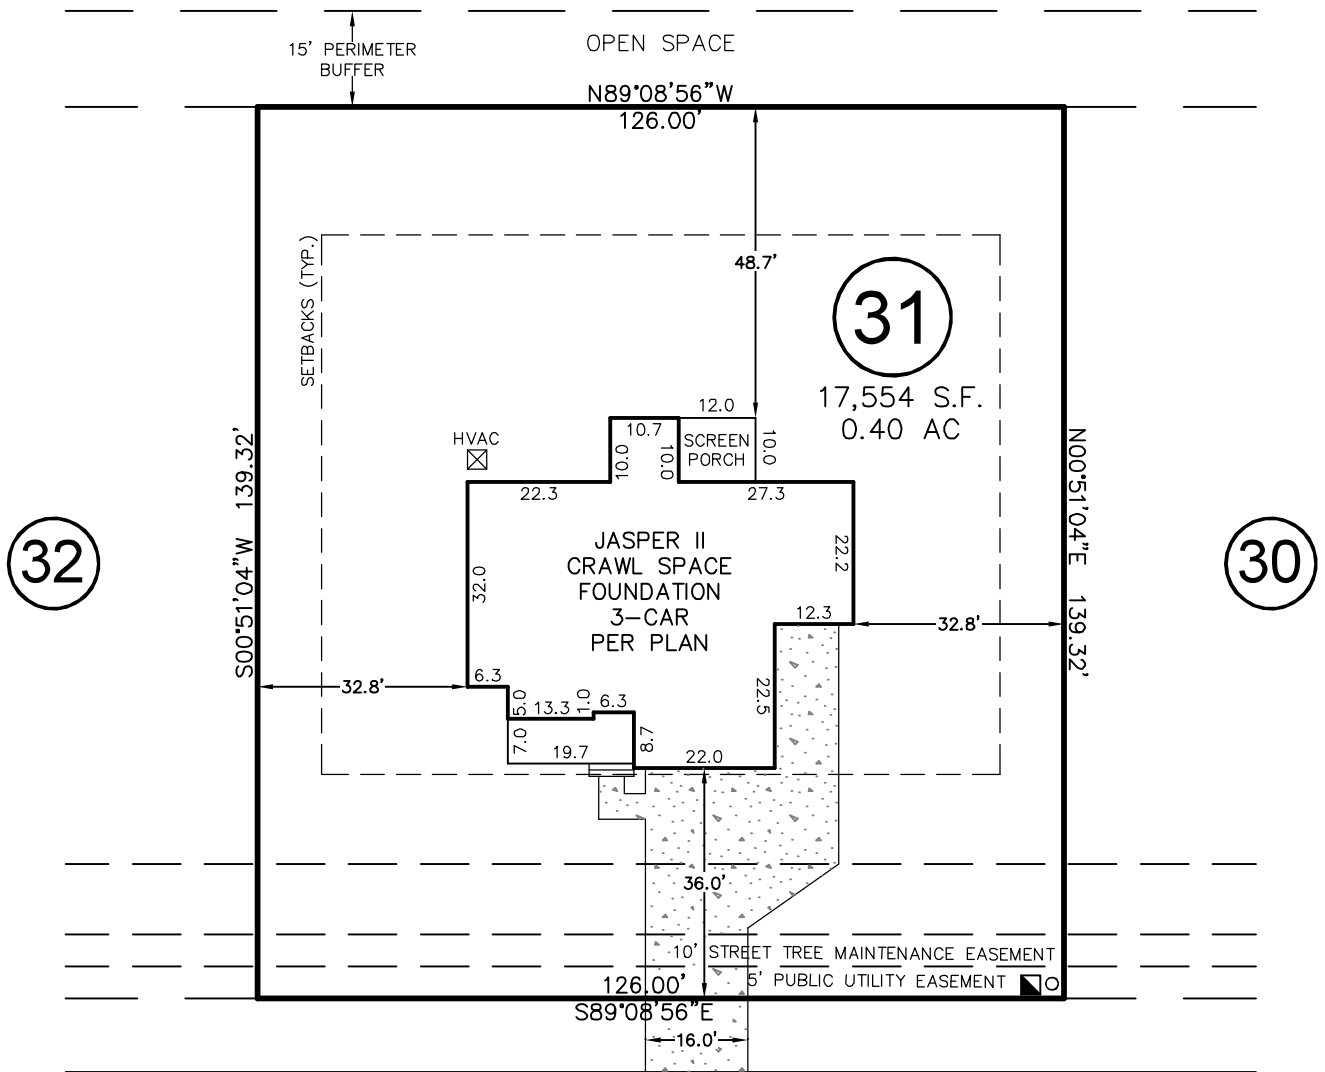 OPEN SPACE
15' PERIMETER
BUFFER
N89°08'56"W
126.00'
SETBACKS (TYP.)
48.7'
31
17,554 S.F.
0.40 AC
12.0
10.7
10.0
10.0
SCREEN
PORCH
10.0
HVAC
22.3
27.3
S00°51'04"W 139.32'
N00°51'04"E 139.32'
32
30
JASPER II
CRAWL SPACE
FOUNDATION
3-CAR
PER PLAN
32.0
22.2
12.3
32.8'
32.8'
6.3
5.0
13.3
1.0
6.3
22.5
7.0
19.7
8.7
22.0
36.0'
10' STREET TREE MAINTENANCE EASEMENT
5' PUBLIC UTILITY EASEMENT
126.00'
S89°08'56"E
16.0'